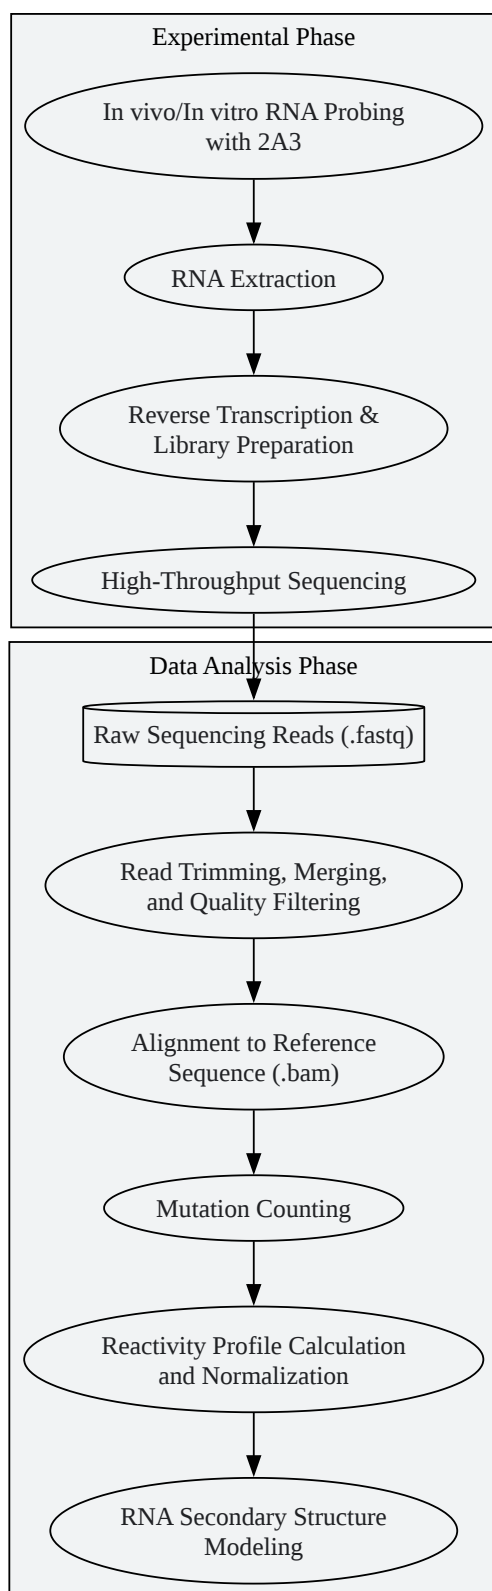 Experimental Phase
In vivo/In vitro RNA Probing
with 2A3
RNA Extraction
Reverse Transcription &
Library Preparation
High-Throughput Sequencing
Data Analysis Phase
Raw Sequencing Reads (.fastq)
Read Trimming, Merging,
and Quality Filtering
Alignment to Reference
Sequence (.bam)
Mutation Counting
Reactivity Profile Calculation
and Normalization
RNA Secondary Structure
Modeling